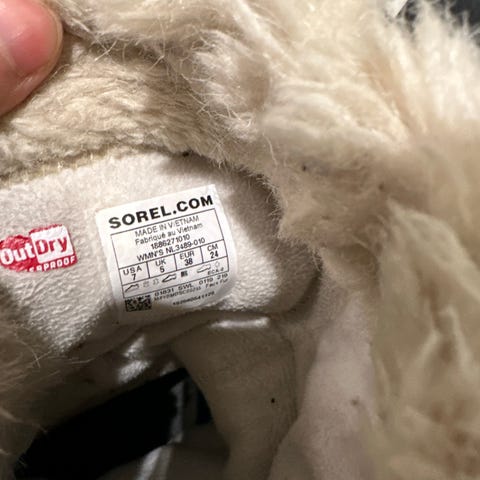 OutDry
SOREL.COM
MADE IN VIETNAM
Fabriqué au Vietnam
1886271010
WMN'S NL3489-010
USA UK EUR CM
7 5 38 24